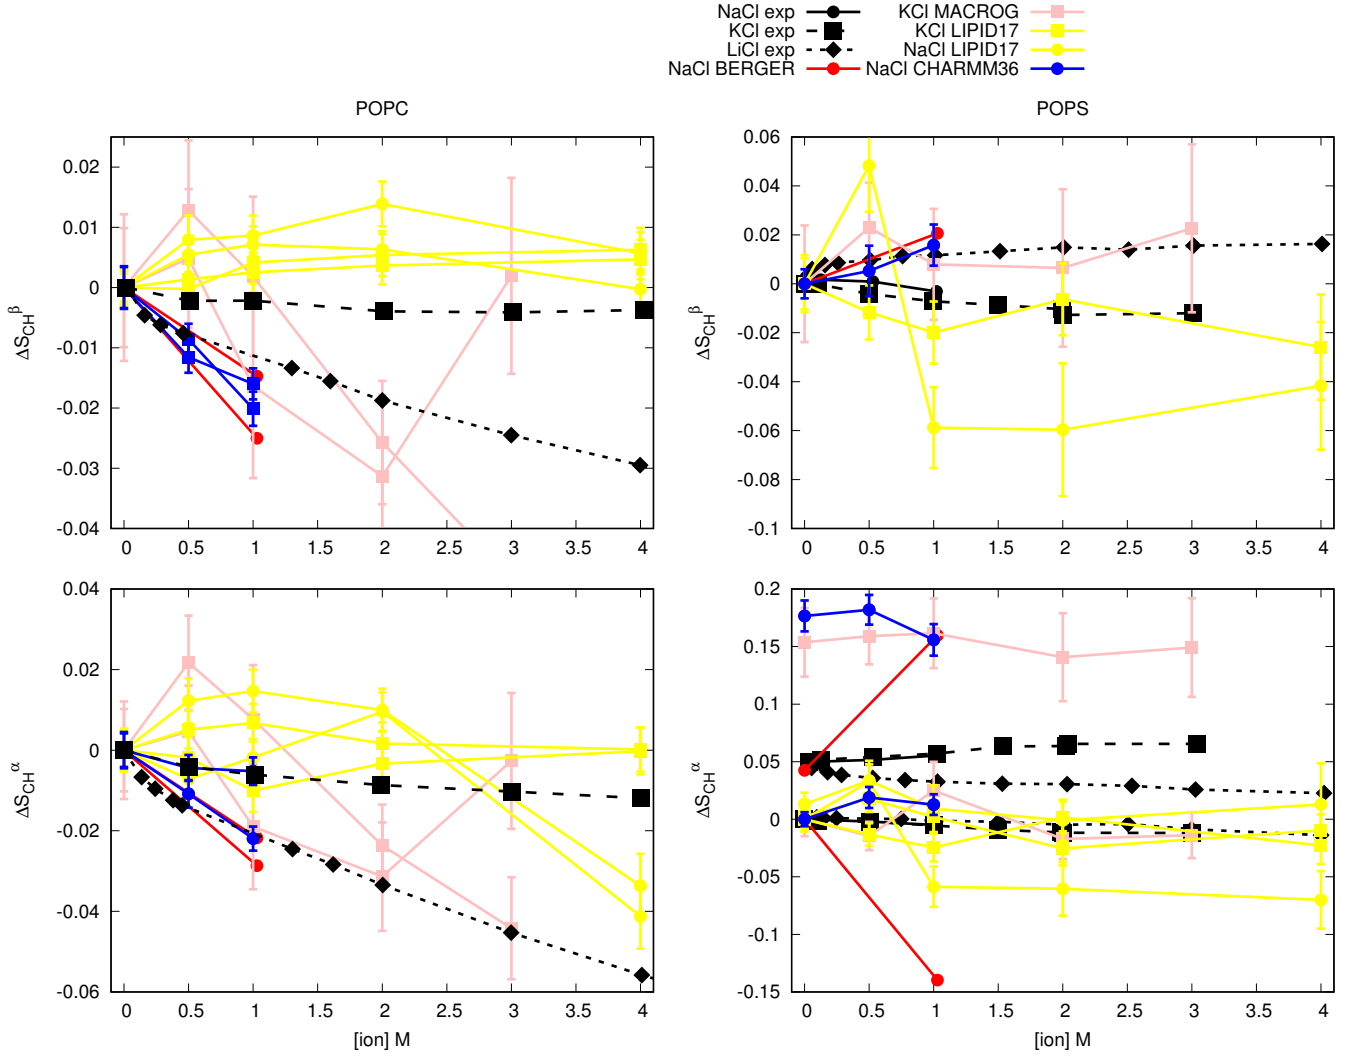 NaCl exp KCl MACROG
KCl exp KCl LIPID17
LiCl exp NaCl LIPID17
NaCl BERGER NaCl CHARMM36
POPC POPS
0.02
0.01
0
-0.01
-0.02
-0.03
-0.04
ΔS_CH^β
0 0.5 1 1.5 2 2.5 3 3.5 4
0.06
0.04
0.02
0
-0.02
-0.04
-0.06
-0.08
-0.1
ΔS_CH^β
0 0.5 1 1.5 2 2.5 3 3.5 4
0.04
0.02
0
-0.02
-0.04
-0.06
ΔS_CH^α
0 0.5 1 1.5 2 2.5 3 3.5 4
[ion] M
0.2
0.15
0.1
0.05
0
-0.05
-0.1
-0.15
ΔS_CH^α
0 0.5 1 1.5 2 2.5 3 3.5 4
[ion] M